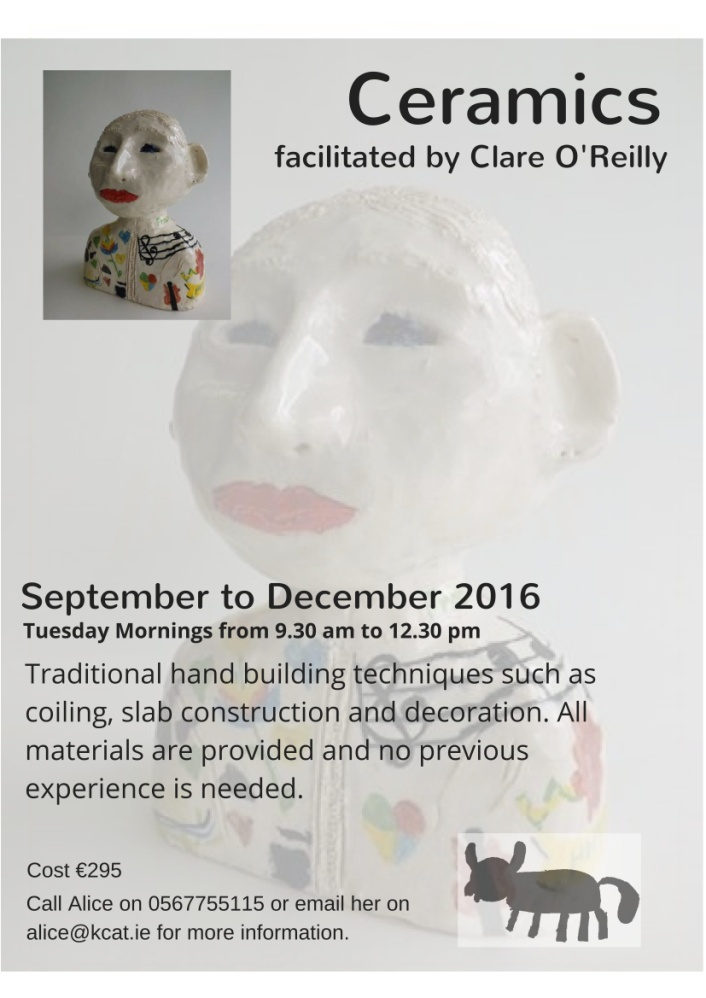 Ceramics
facilitated by Clare O'Reilly
September to December 2016
Tuesday Mornings from 9.30 am to 12.30 pm
Traditional hand building techniques such as
coiling, slab construction and decoration. All
materials are provided and no previous
experience is needed.
Cost €295
Call Alice on 0567755115 or email her on
alice@kcat.ie for more information.